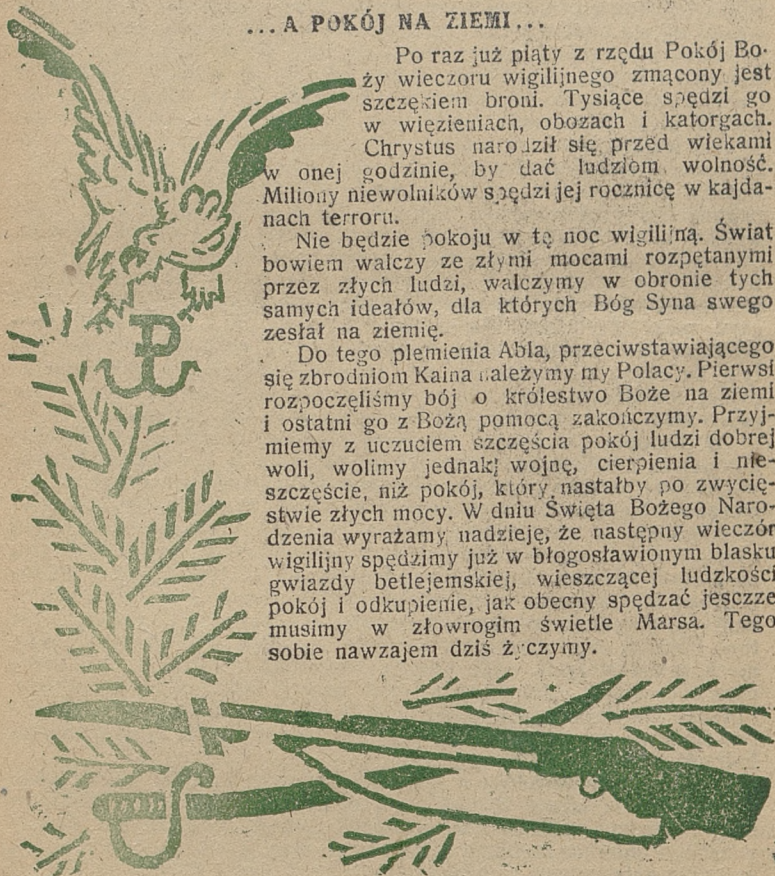 ...A POKÓJ NA ZIEMI...
Po raz już piąty z rzędu Pokój Bo-
ży wieczoru wigilijnego zmącony jest
szczękiem broni. Tysiące spędzi go
w więzieniach, obozach i katorgach.
Chrystus narodził się przed wiekami
w onej godzinie, by dać ludziom wolność.
Miliony niewolników spędzi jej rocznicę w kajda-
nach terroru.
Nie będzie pokoju w tę noc wigilijną. Świat
bowiem walczy ze złymi mocami rozpętanymi
przez złych ludzi, walczymy w obronie tych
samych ideałów, dla których Bóg Syna swego
zesłał na ziemię.
Do tego plemienia Abla, przeciwstawiającego
się zbrodniom Kaina należymy my Polacy. Pierwsi
rozpoczęliśmy bój o królestwo Boże na ziemi
i ostatni go z Bożą pomocą zakończymy. Przyj-
miemy z uczuciem szczęścia pokój ludzi dobrej
woli, wolimy jednak wojnę, cierpienia i nie-
szczęście, niż pokój, który nastałby po zwycię-
stwie złych mocy. W dniu Święta Bożego Naro-
dzenia wyrażamy nadzieję, że następny wieczór
wigilijny spędzimy już w błogosławionym blasku
gwiazdy betlejemskiej, wieszczącej ludzkości
pokój i odkupienie, jak obecny spędzać jesczze
musimy w złowrogim świetle Marsa. Tego
sobie nawzajem dziś życzymy.
PW